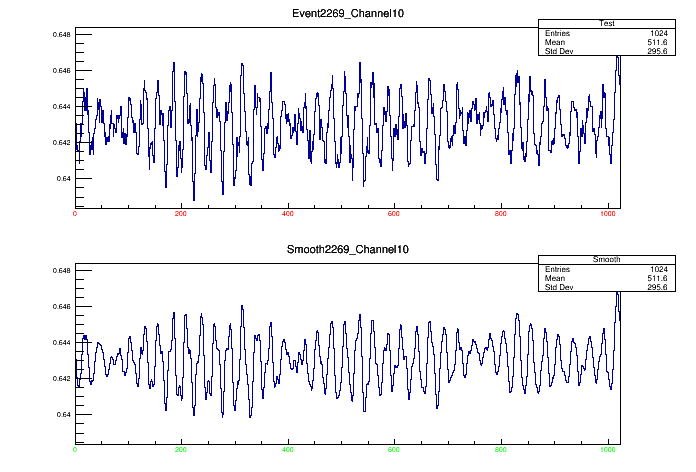 Event2269_Channel10
Test
Entries 1024
Mean 511.6
Std Dev 295.6
0.648
0.646
0.644
0.642
0.64
0 200 400 600 800 1000
Smooth2269_Channel10
Smooth
Entries 1024
Mean 511.6
Std Dev 295.6
0.648
0.646
0.644
0.642
0.64
0 200 400 600 800 1000